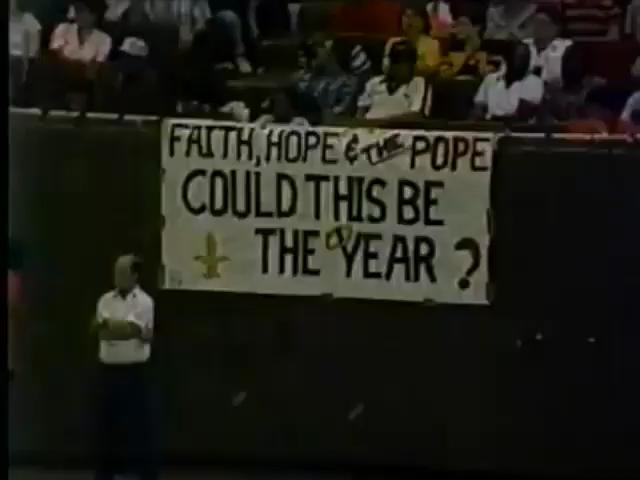 FAITH, HOPE & THE POPE
COULD THIS BE
THE YEAR ?